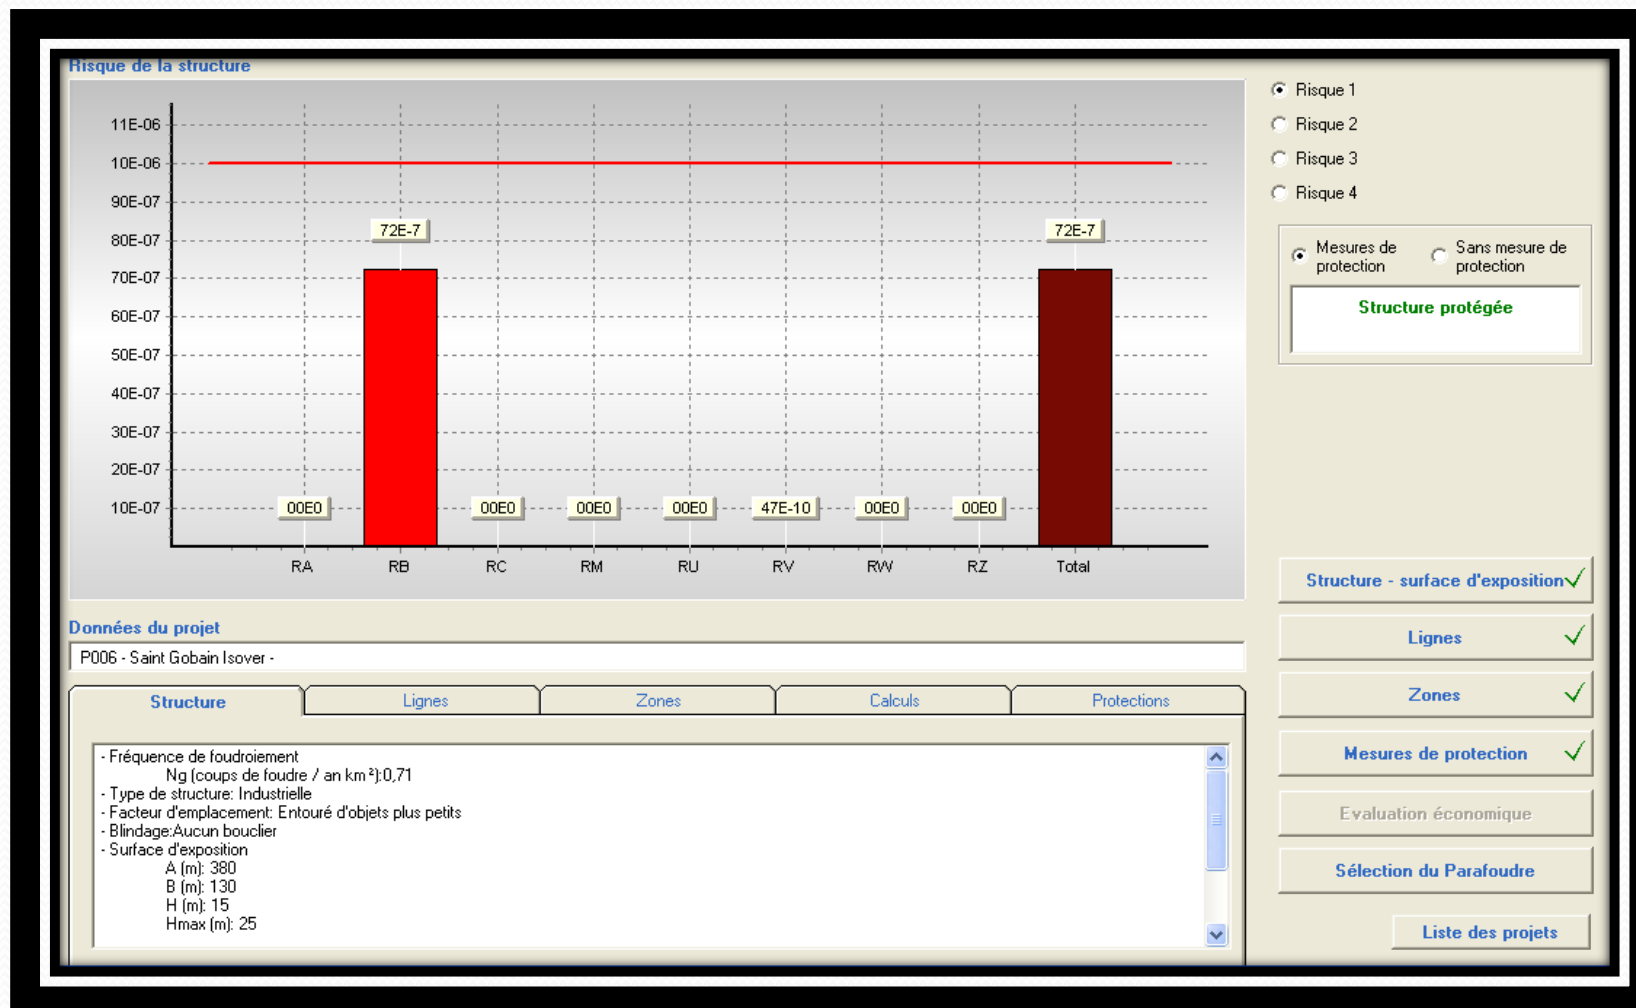 Risque de la structure
11E-06
10E-06
90E-07
80E-07
70E-07
60E-07
50E-07
40E-07
30E-07
20E-07
10E-07
72E-7
72E-7
00E0
00E0
00E0
00E0
47E-10
00E0
00E0
RA
RB
RC
RM
RU
RV
RW
RZ
Total
Risque 1
Risque 2
Risque 3
Risque 4
Mesures de protection
Sans mesure de protection
Structure protégée
Structure - surface d'exposition
Lignes
Zones
Mesures de protection
Evaluation économique
Sélection du Parafoudre
Liste des projets
Données du projet
P006 - Saint Gobain Isover -
Structure
Lignes
Zones
Calculs
Protections
- Fréquence de foudroiement
Ng (coups de foudre / an km²):0,71
- Type de structure: Industrielle
- Facteur d'emplacement: Entouré d'objets plus petits
- Blindage:Aucun bouclier
- Surface d'exposition
A (m): 380
B (m): 130
H (m): 15
Hmax (m): 25